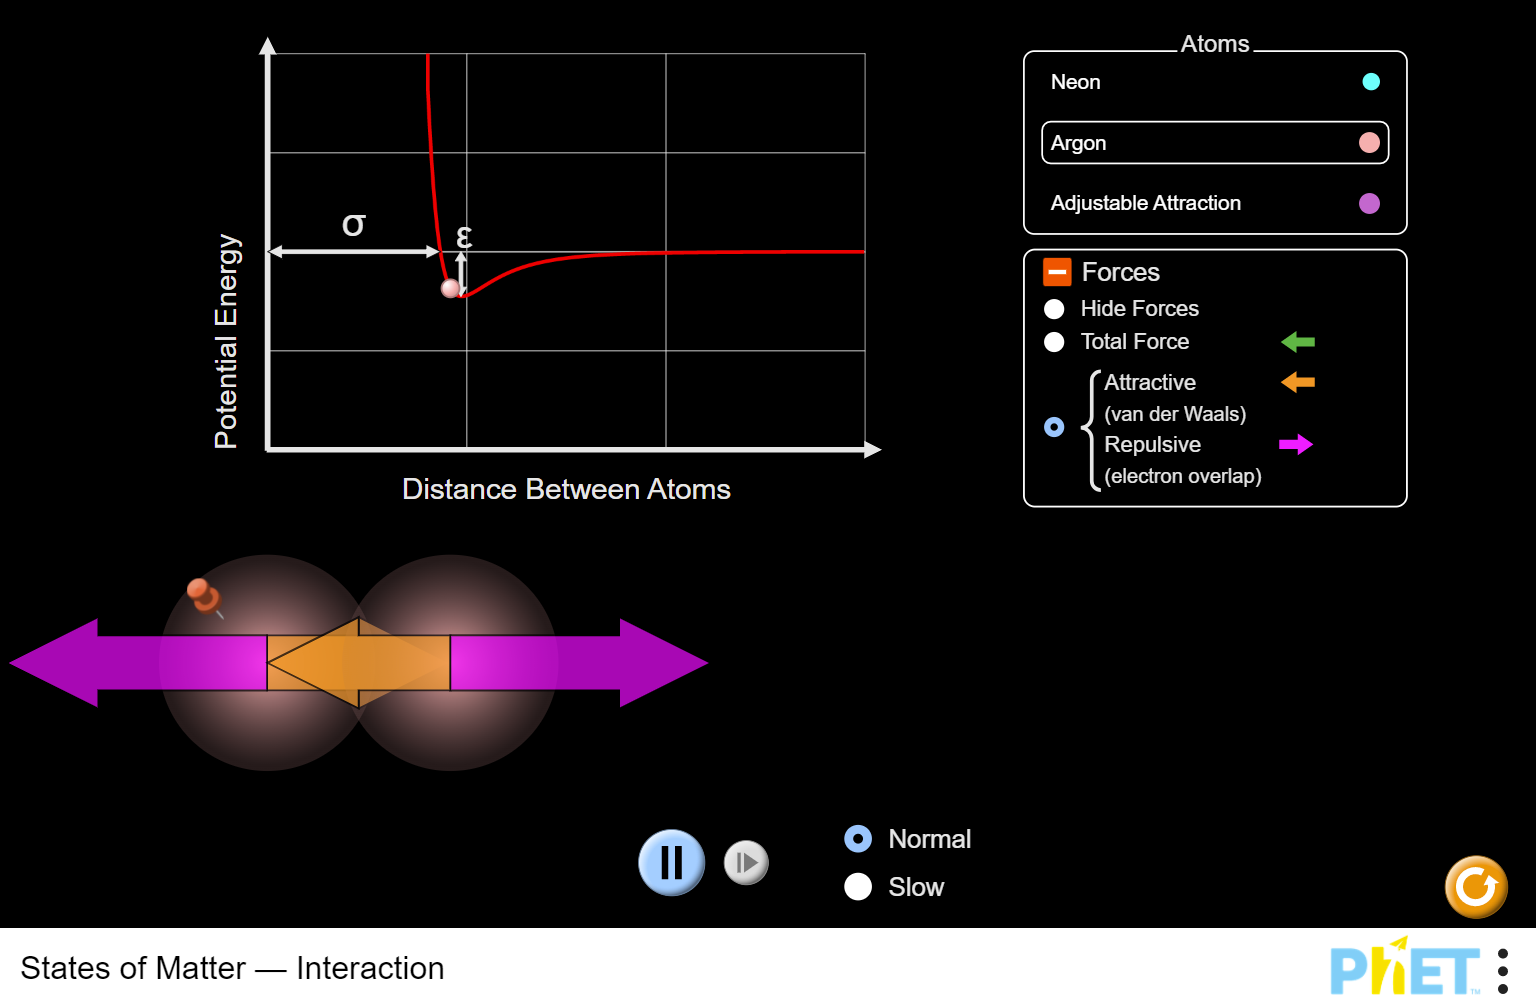 Atoms
Neon
Argon
Adjustable Attraction
σ
ε
Potential Energy
Distance Between Atoms
Forces
Hide Forces
Total Force
Attractive
(van der Waals)
Repulsive
(electron overlap)
Normal
Slow
States of Matter — Interaction
PhET™